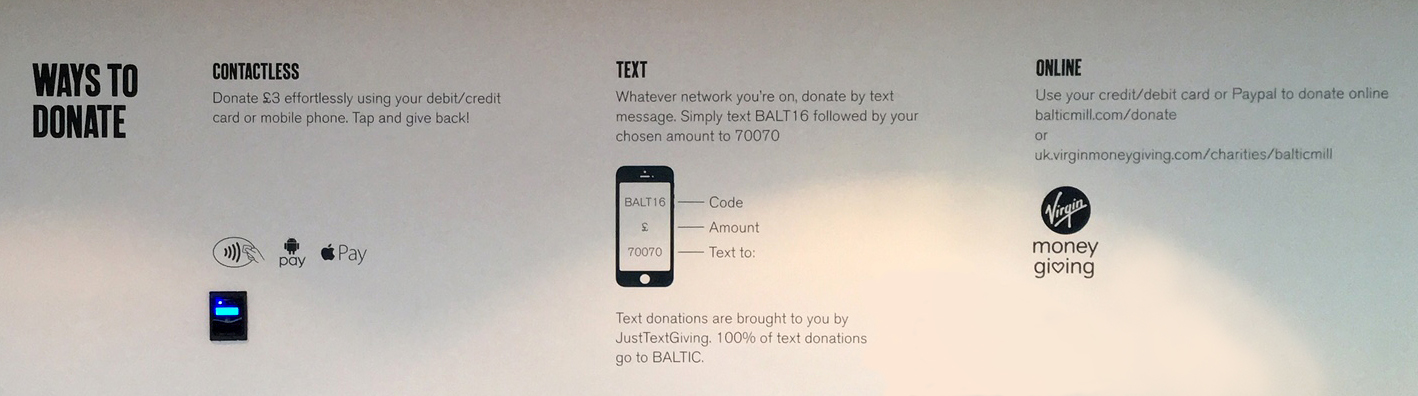 WAYS TO
DONATE
CONTACTLESS
Donate £3 effortlessly using your debit/credit
card or mobile phone. Tap and give back!
pay
Pay
TEXT
Whatever network you're on, donate by text
message. Simply text BALT16 followed by your
chosen amount to 70070
BALT16 Code
£ Amount
70070 Text to:
Text donations are brought to you by
JustTextGiving. 100% of text donations
go to BALTIC.
ONLINE
Use your credit/debit card or Paypal to donate online
balticmill.com/donate
or
uk.virginmoneygiving.com/charities/balticmill
Virgin
money
giving